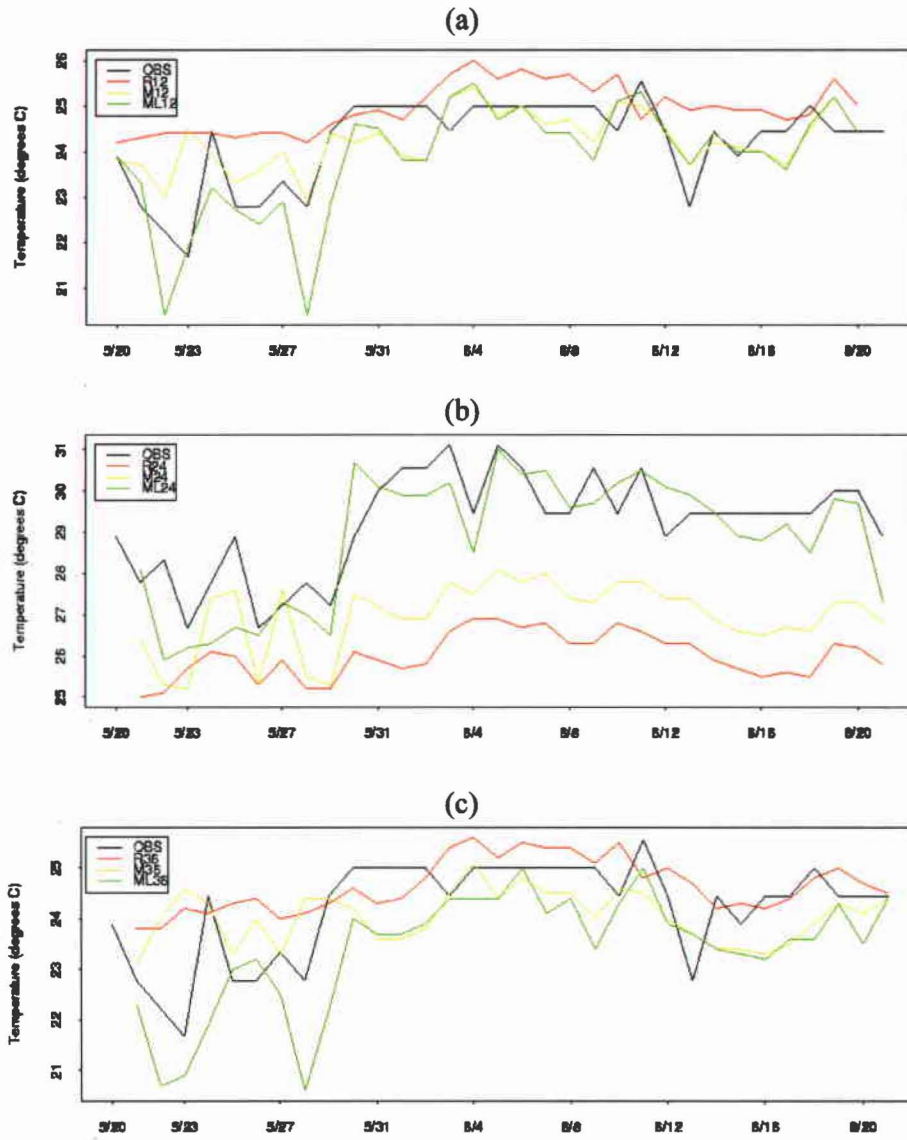 (a)
OBS
R12
M12
ML12
Temperature (degrees C)
26
25
24
23
22
21
5/20 5/23 5/27 5/31 6/4 6/8 6/12 6/16 6/20
(b)
OBS
R24
M24
ML24
Temperature (degrees C)
31
30
29
28
27
26
25
5/20 5/23 5/27 5/31 6/4 6/8 6/12 6/16 6/20
(c)
OBS
R36
M36
ML36
Temperature (degrees C)
25
24
23
22
21
5/20 5/23 5/27 5/31 6/4 6/8 6/12 6/16 6/20